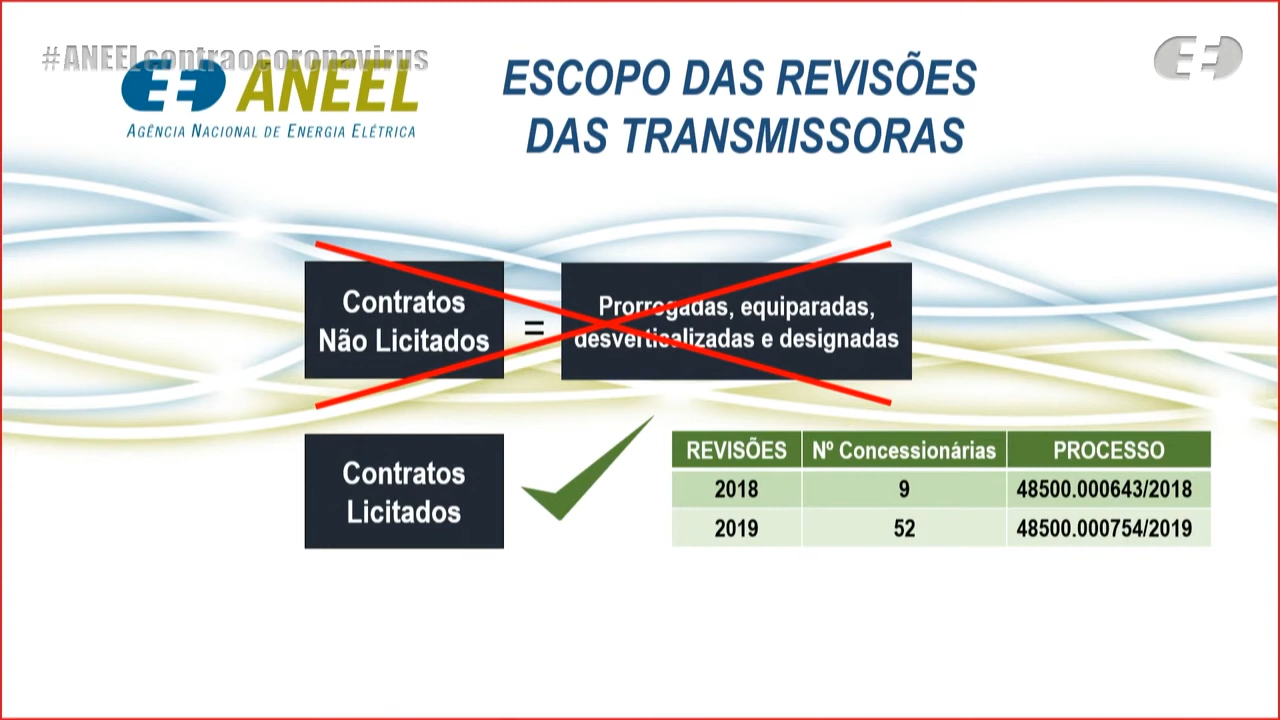 #ANEELcontraocoronavirus
ANEEL
AGÊNCIA NACIONAL DE ENERGIA ELÉTRICA
ESCOPO DAS REVISÕES
DAS TRANSMISSORAS
Contratos
Não Licitados
=
Prorrogadas, equiparadas,
desverticalizadas e designadas
Contratos
Licitados
REVISÕES Nº Concessionárias PROCESSO
2018 9 48500.000643/2018
2019 52 48500.000754/2019